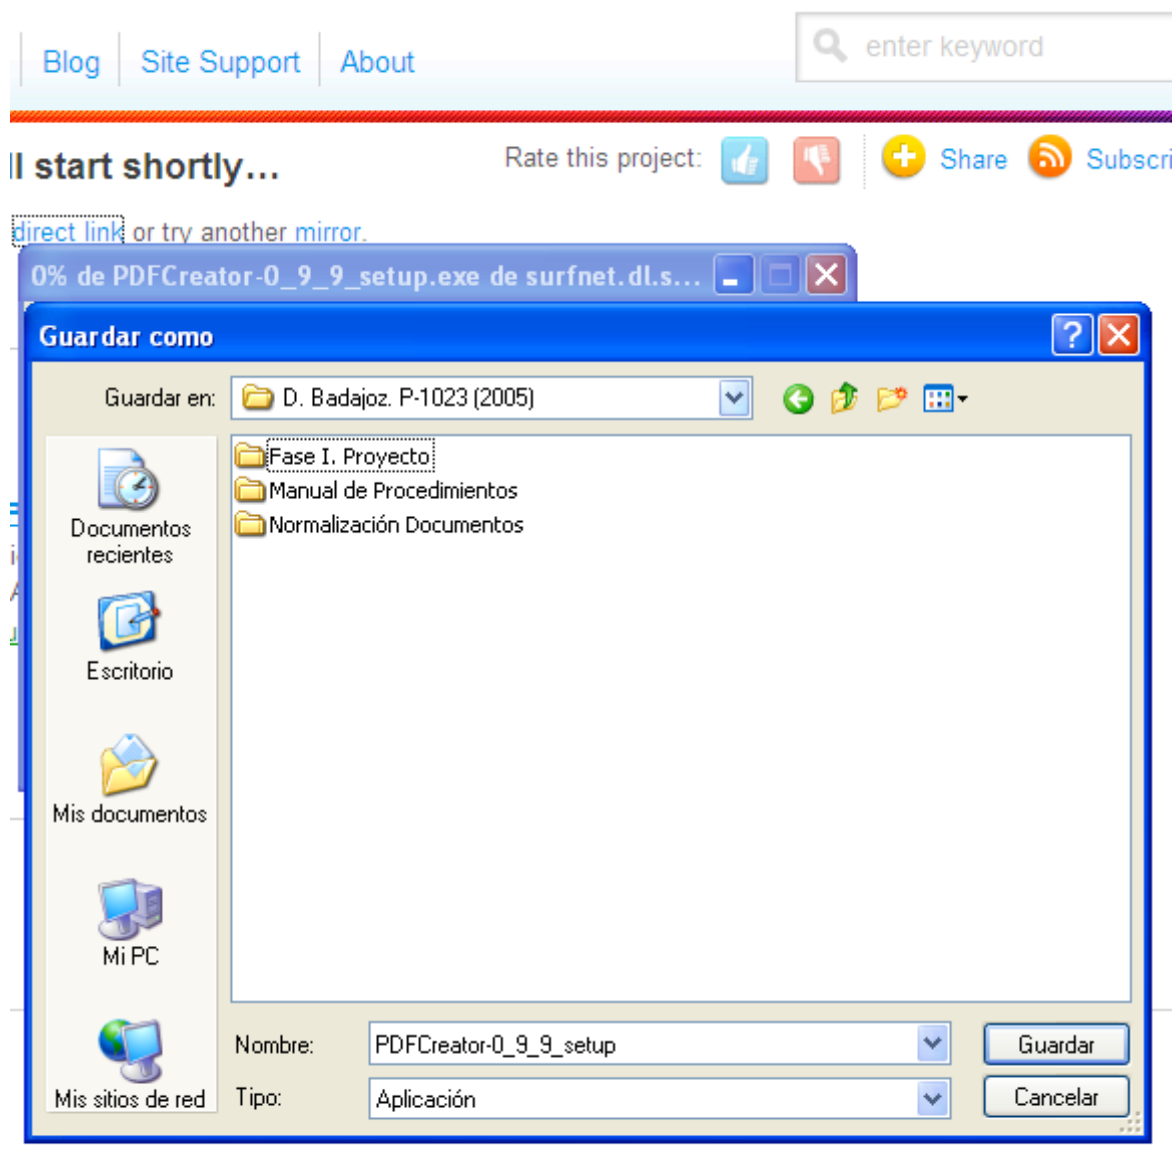 Blog Site Support About enter keyword
ll start shortly... Rate this project: Share Subscri
direct link or try another mirror.
0% de PDFCreator-0_9_9_setup.exe de surfnet.dl.s...
Guardar como
Guardar en: D. Badajoz. P-1023 (2005)
Fase I. Proyecto
Manual de Procedimientos
Normalización Documentos
Documentos
recientes
Escritorio
Mis documentos
Mi PC
Mis sitios de red
Nombre: PDFCreator-0_9_9_setup Guardar
Tipo: Aplicación Cancelar